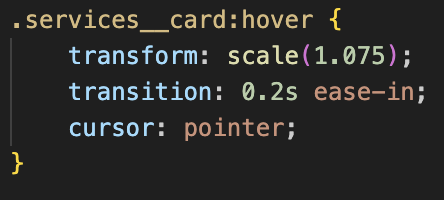 .services__card:hover {
    transform: scale(1.075);
    transition: 0.2s ease-in;
    cursor: pointer;
}